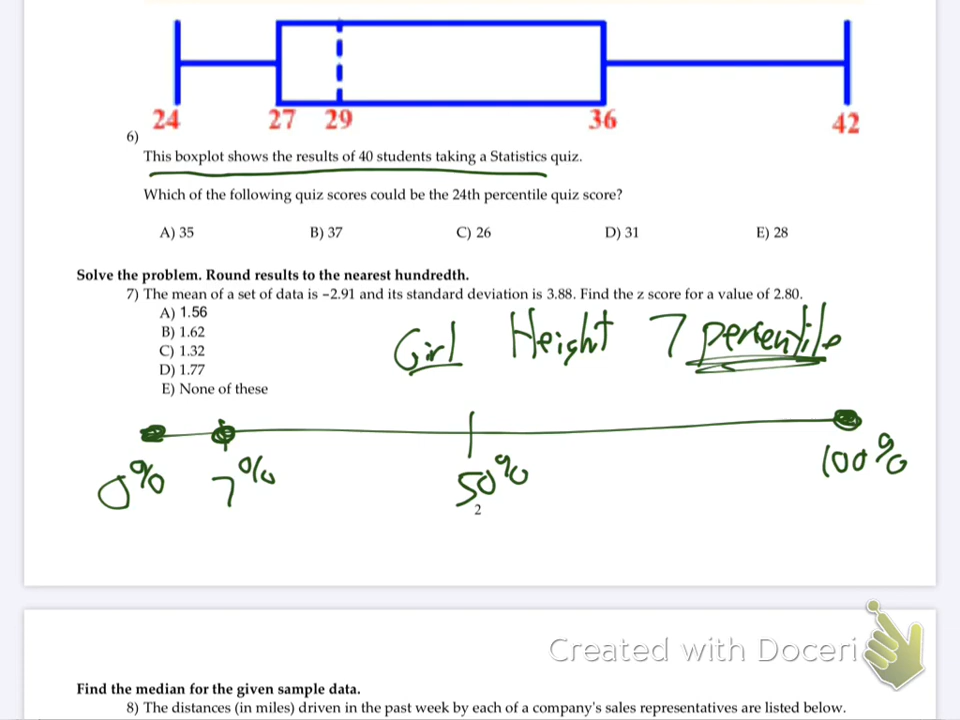 24 27 29 36 42
6)
This boxplot shows the results of 40 students taking a Statistics quiz.
Which of the following quiz scores could be the 24th percentile quiz score?
A) 35 B) 37 C) 26 D) 31 E) 28
Solve the problem. Round results to the nearest hundredth.
7) The mean of a set of data is −2.91 and its standard deviation is 3.88. Find the z score for a value of 2.80.
A) 1.56
B) 1.62
C) 1.32
D) 1.77
E) None of these
Girl Height 7 percentile
0% 7% 50% 100%
2
Created with Doceri
Find the median for the given sample data.
8) The distances (in miles) driven in the past week by each of a company's sales representatives are listed below.